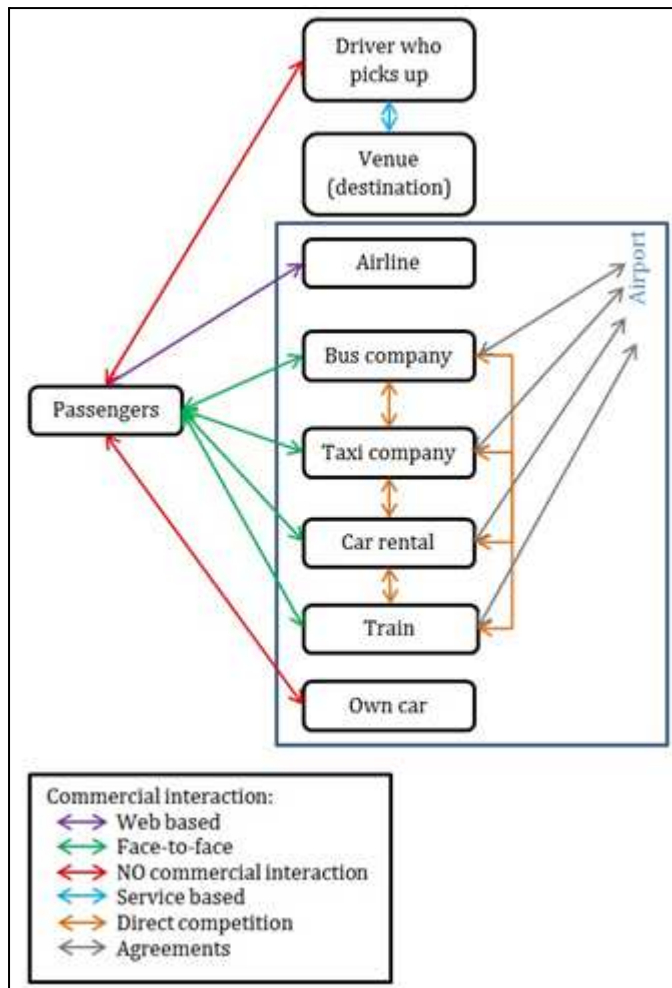 Driver who
picks up
Venue
(destination)
Airline
Airport
Bus company
Passengers
Taxi company
Car rental
Train
Own car
Commercial interaction:
Web based
Face-to-face
NO commercial interaction
Service based
Direct competition
Agreements